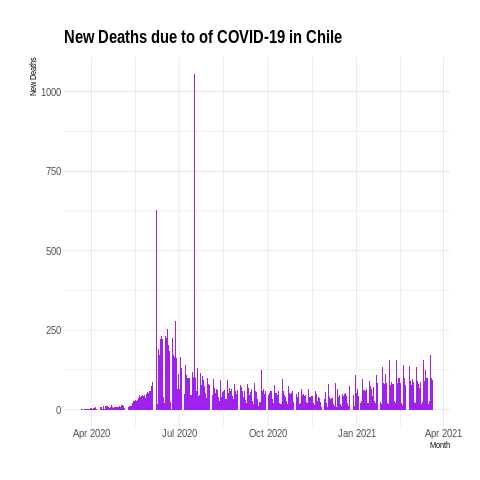 New Deaths due to of COVID-19 in Chile
New Deaths
1000
750
500
250
0
Apr 2020
Jul 2020
Oct 2020
Jan 2021
Apr 2021
Month